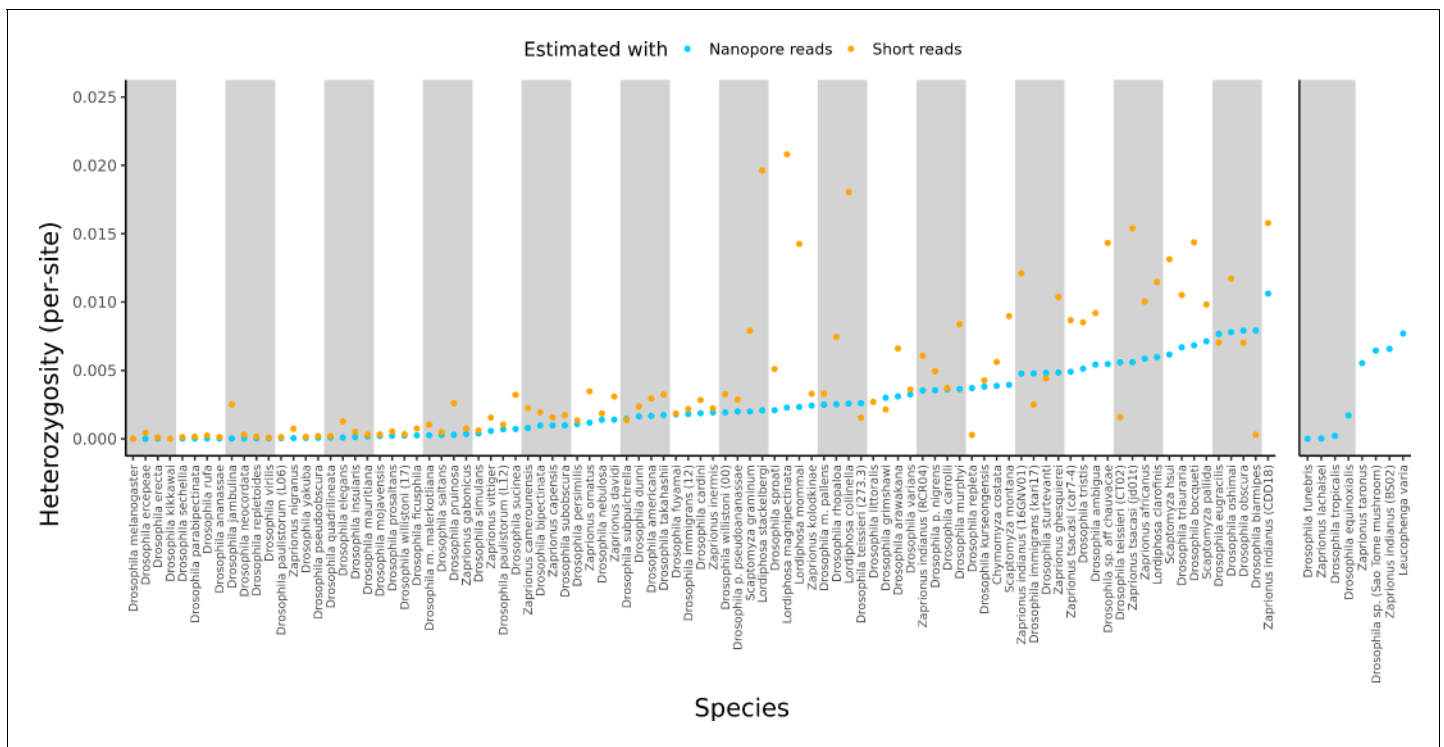 Estimated with Nanopore reads Short reads
Heterozygosity (per-site)
0.025
0.020
0.015
0.010
0.005
0.000
Drosophila melanogaster
Drosophila ercepeae
Drosophila erecta
Drosophila kikkawai
Drosophila sechellia
Drosophila parabipectinata
Drosophila rufa
Drosophila ananassae
Drosophila jambulina
Drosophila neocordata
Drosophila repletoides
Drosophila virilis
Drosophila paulistorum (L06)
Zaprionus nigranus
Drosophila yakuba
Drosophila pseudoobscura
Drosophila quadrilineata
Drosophila elegans
Drosophila insularis
Drosophila mauritiana
Drosophila mojavensis
Drosophila prosaltans
Drosophila willistoni (17)
Drosophila ficusphila
Drosophila m. malerkotliana
Drosophila saltans
Drosophila pruinosa
Zaprionus gabonicus
Drosophila simulans
Zaprionus vittiger
Drosophila paulistorum (L12)
Drosophila sucinea
Zaprionus camerounensis
Drosophila bipectinata
Zaprionus capensis
Drosophila subobscura
Drosophila persimilis
Zaprionus ornatus
Drosophila nebulosa
Zaprionus davidi
Drosophila subpulchrella
Drosophila dunni
Drosophila americana
Drosophila takahashii
Drosophila fuyamai
Drosophila immigrans (12)
Drosophila cardini
Zaprionus inermis
Drosophila willistoni (00)
Drosophila p. pseudoananassae
Scaptomyza graminum
Lordiphosa stackelbergi
Drosophila sproati
Lordiphosa magnipectinata
Lordiphosa mommai
Zaprionus kolodkinae
Drosophila m. pallens
Drosophila rhopaloa
Lordiphosa collinella
Drosophila teissieri (273.3)
Drosophila littoralis
Drosophila grimshawi
Drosophila arawakana
Drosophila varians
Zaprionus indianus (RCR04)
Drosophila p. nigrens
Drosophila carrolli
Drosophila murphyi
Drosophila repleta
Drosophila kurseongensis
Chymomyza costata
Scaptomyza montana
Zaprionus indianus (16GNV01)
Drosophila immigrans (kari17)
Drosophila sturtevanti
Zaprionus ghesquierei
Zaprionus tsacasi (car7-4)
Drosophila tristis
Drosophila ambigua
Drosophila sp. aff chauvacae
Drosophila teissieri (ct02)
Zaprionus tsacasi (jd01t)
Zaprionus africanus
Lordiphosa clarofinis
Scaptomyza hsui
Drosophila triauraria
Drosophila bocqueti
Scaptomyza pallida
Drosophila eugracilis
Drosophila oshimai
Drosophila obscura
Drosophila biarmipes
Zaprionus indianus (CDD18)
Drosophila funebris
Zaprionus lachaisei
Drosophila tropicalis
Drosophila equinoxialis
Zaprionus taronus
Drosophila sp. (Sao Tome mushroom)
Zaprionus indianus (BS02)
Leucophenga varia
Species